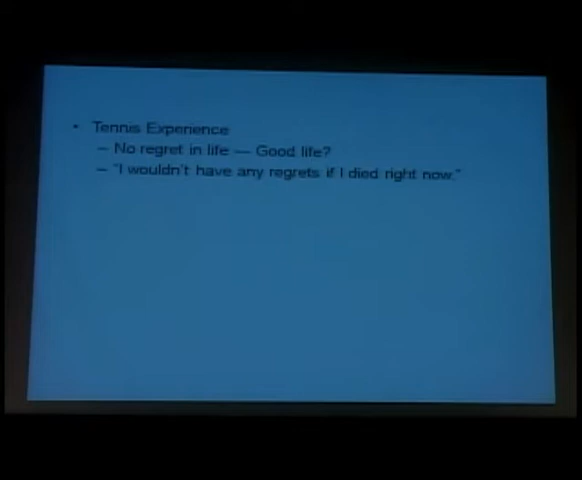 • Tennis Experience
– No regret in life — Good life?
– "I wouldn't have any regrets if I died right now."